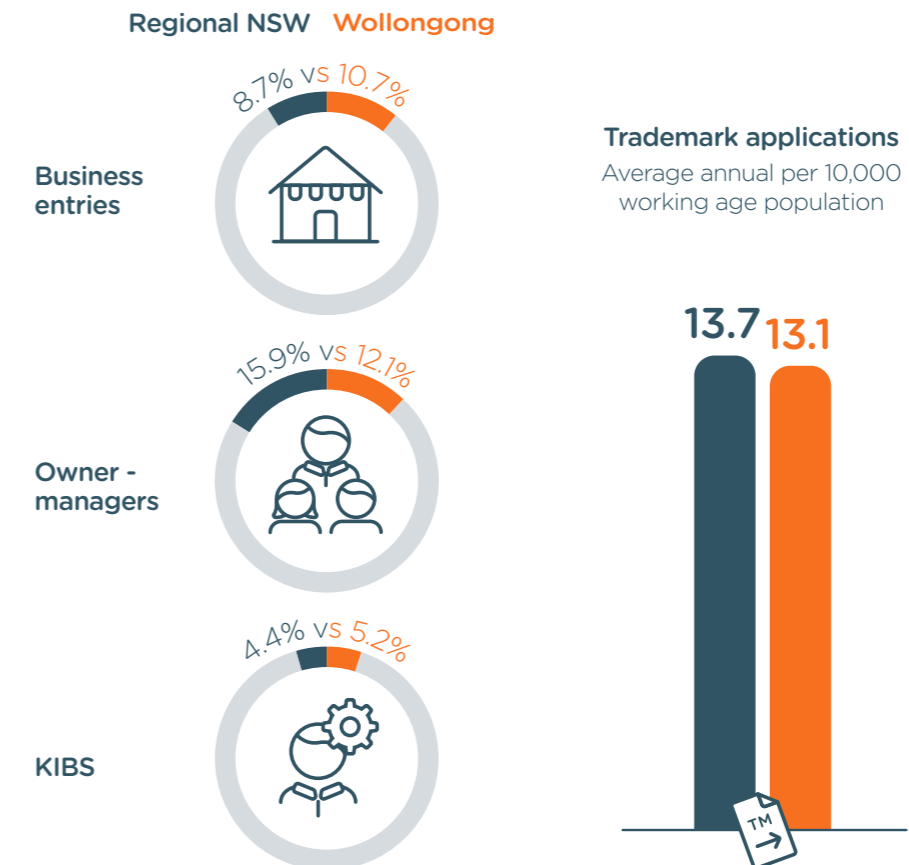 Regional NSW Wollongong
8.7% vs 10.7%
Business
entries
15.9% vs 12.1%
Owner -
managers
4.4% vs 5.2%
KIBS
Trademark applications
Average annual per 10,000
working age population
13.7 13.1
TM